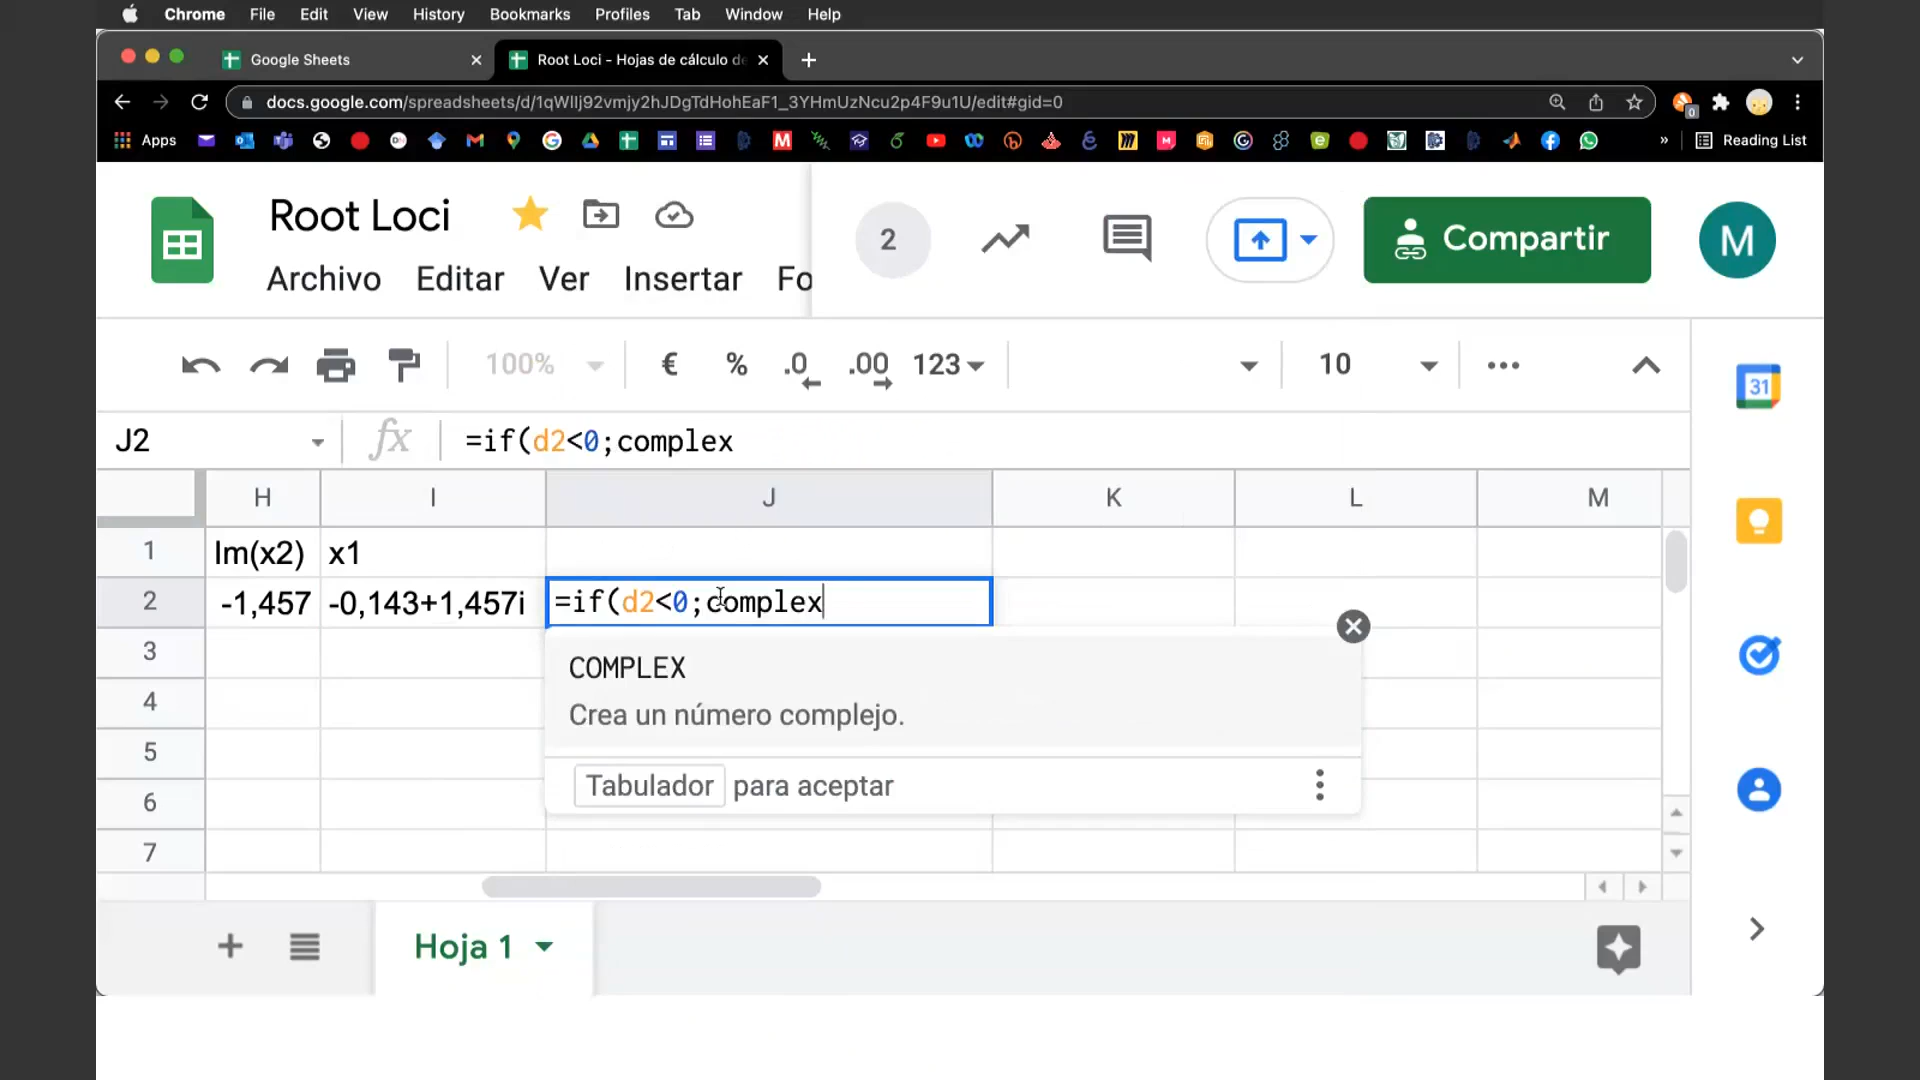 Chrome File Edit View History Bookmarks Profiles Tab Window Help
Google Sheets
Root Loci - Hojas de cálculo de
docs.google.com/spreadsheets/d/1qWIlj92vmjy2hJDgTdHohEaF1_3YHmUzNcu2p4F9u1U/edit#gid=0
0
Apps
» Reading List
Root Loci
2
Compartir
M
Archivo Editar Ver Insertar Fo
100% € % .0 .00 123 10
31
J2 fx =if(d2<0;complex
H I J K L M
1 Im(x2) x1
2 -1,457 -0,143+1,457i =if(d2<0;complex
3
4
5
6
7
COMPLEX
Crea un número complejo.
Tabulador para aceptar
Hoja 1